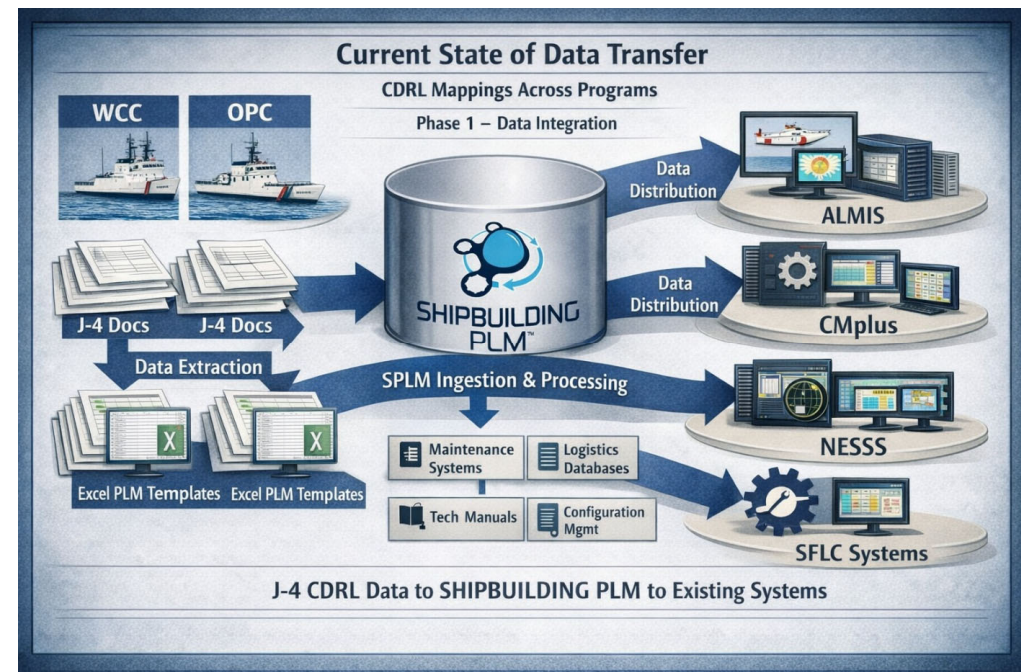 Current State of Data Transfer
CDRL Mappings Across Programs
Phase 1 – Data Integration
WCC
OPC
J-4 Docs
J-4 Docs
Data Extraction
Excel PLM Templates
Excel PLM Templates
SHIPBUILDING
PLM™
SPLM Ingestion & Processing
Maintenance
Systems
Logistics
Databases
Tech Manuals
Configuration
Mgmt
Data
Distribution
ALMIS
Data
Distribution
CMplus
NESSS
SFLC Systems
J-4 CDRL Data to SHIPBUILDING PLM to Existing Systems